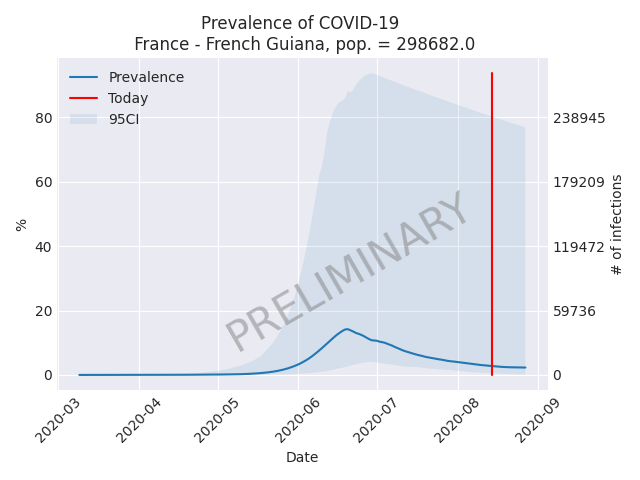 Prevalence of COVID-19
France - French Guiana, pop. = 298682.0
Prevalence
Today
95CI
%
80
60
40
20
0
# of infections
238945
179209
119472
59736
0
PRELIMINARY
2020-03
2020-04
2020-05
2020-06
2020-07
2020-08
2020-09
Date